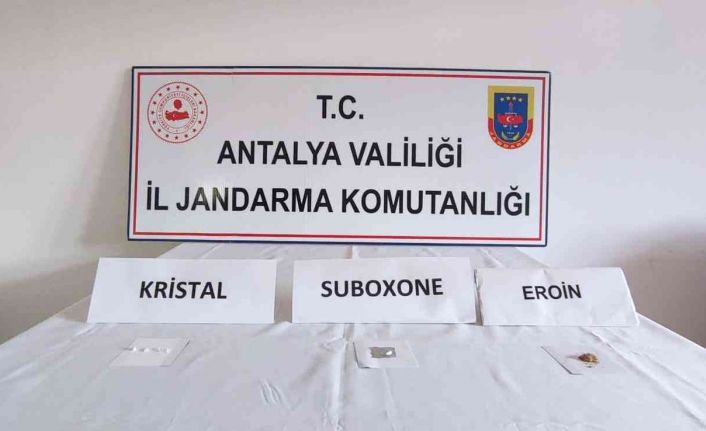 T.C.
ANTALYA VALİLİĞİ
İL JANDARMA KOMUTANLIĞI
KRİSTAL
SUBOXONE
EROİN